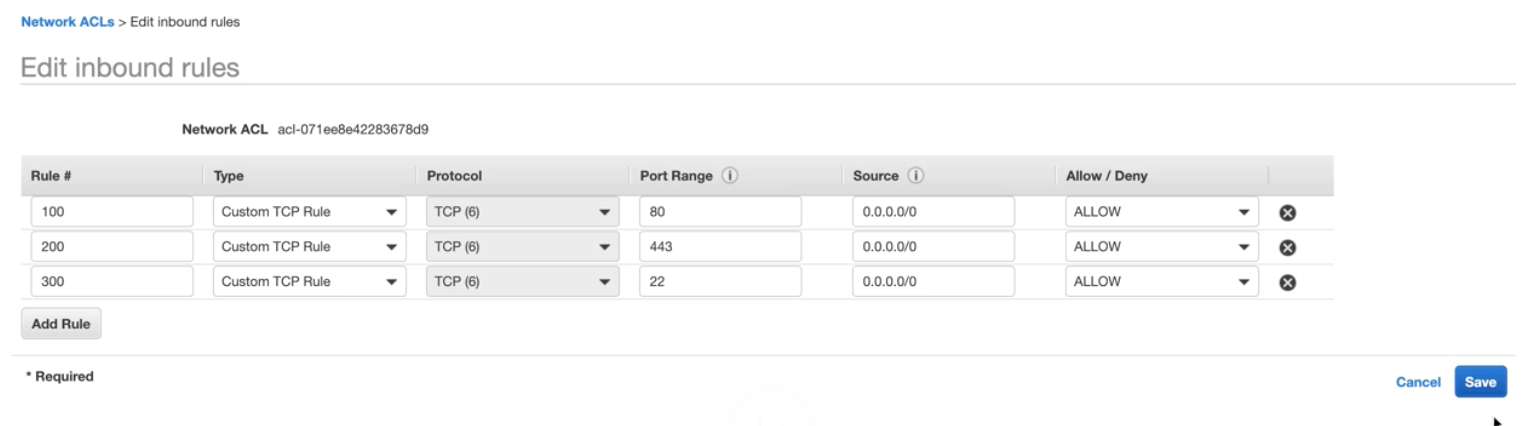 Network ACLs > Edit inbound rules
Edit inbound rules
Network ACL acl-071ee8e42283678d9
Rule # Type Protocol Port Range i Source i Allow / Deny
100 Custom TCP Rule TCP (6) 80 0.0.0.0/0 ALLOW
200 Custom TCP Rule TCP (6) 443 0.0.0.0/0 ALLOW
300 Custom TCP Rule TCP (6) 22 0.0.0.0/0 ALLOW
Add Rule
* Required
Cancel Save